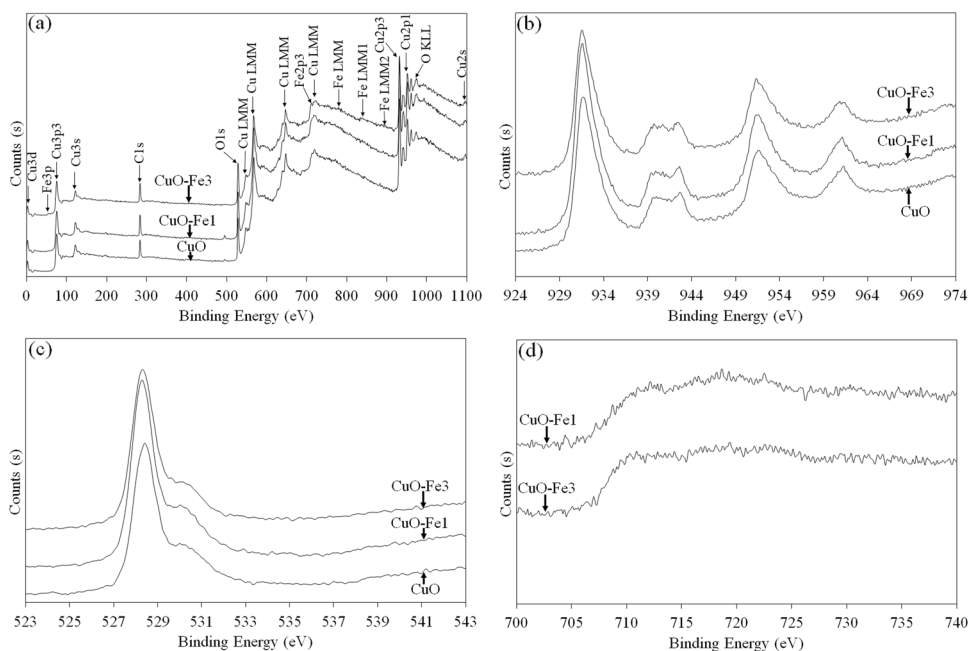 (a)
Cu3d
Fe3p
Cu3p3
Cu3s
C1s
O1s
Cu LMM
Cu LMM
Cu LMM
Fe2p3
Cu LMM
Fe LMM
Fe LMM1
Fe LMM2
Cu2p3
Cu2p1
O KLL
Cu2s
CuO-Fe3
CuO-Fe1
CuO
Counts (s)
0 100 200 300 400 500 600 700 800 900 1000 1100
Binding Energy (eV)
(b)
CuO-Fe3
CuO-Fe1
CuO
Counts (s)
924 929 934 939 944 949 954 959 964 969 974
Binding Energy (eV)
(c)
CuO-Fe3
CuO-Fe1
CuO
Counts (s)
523 525 527 529 531 533 535 537 539 541 543
Binding Energy (eV)
(d)
CuO-Fe1
CuO-Fe3
Counts (s)
700 705 710 715 720 725 730 735 740
Binding Energy (eV)